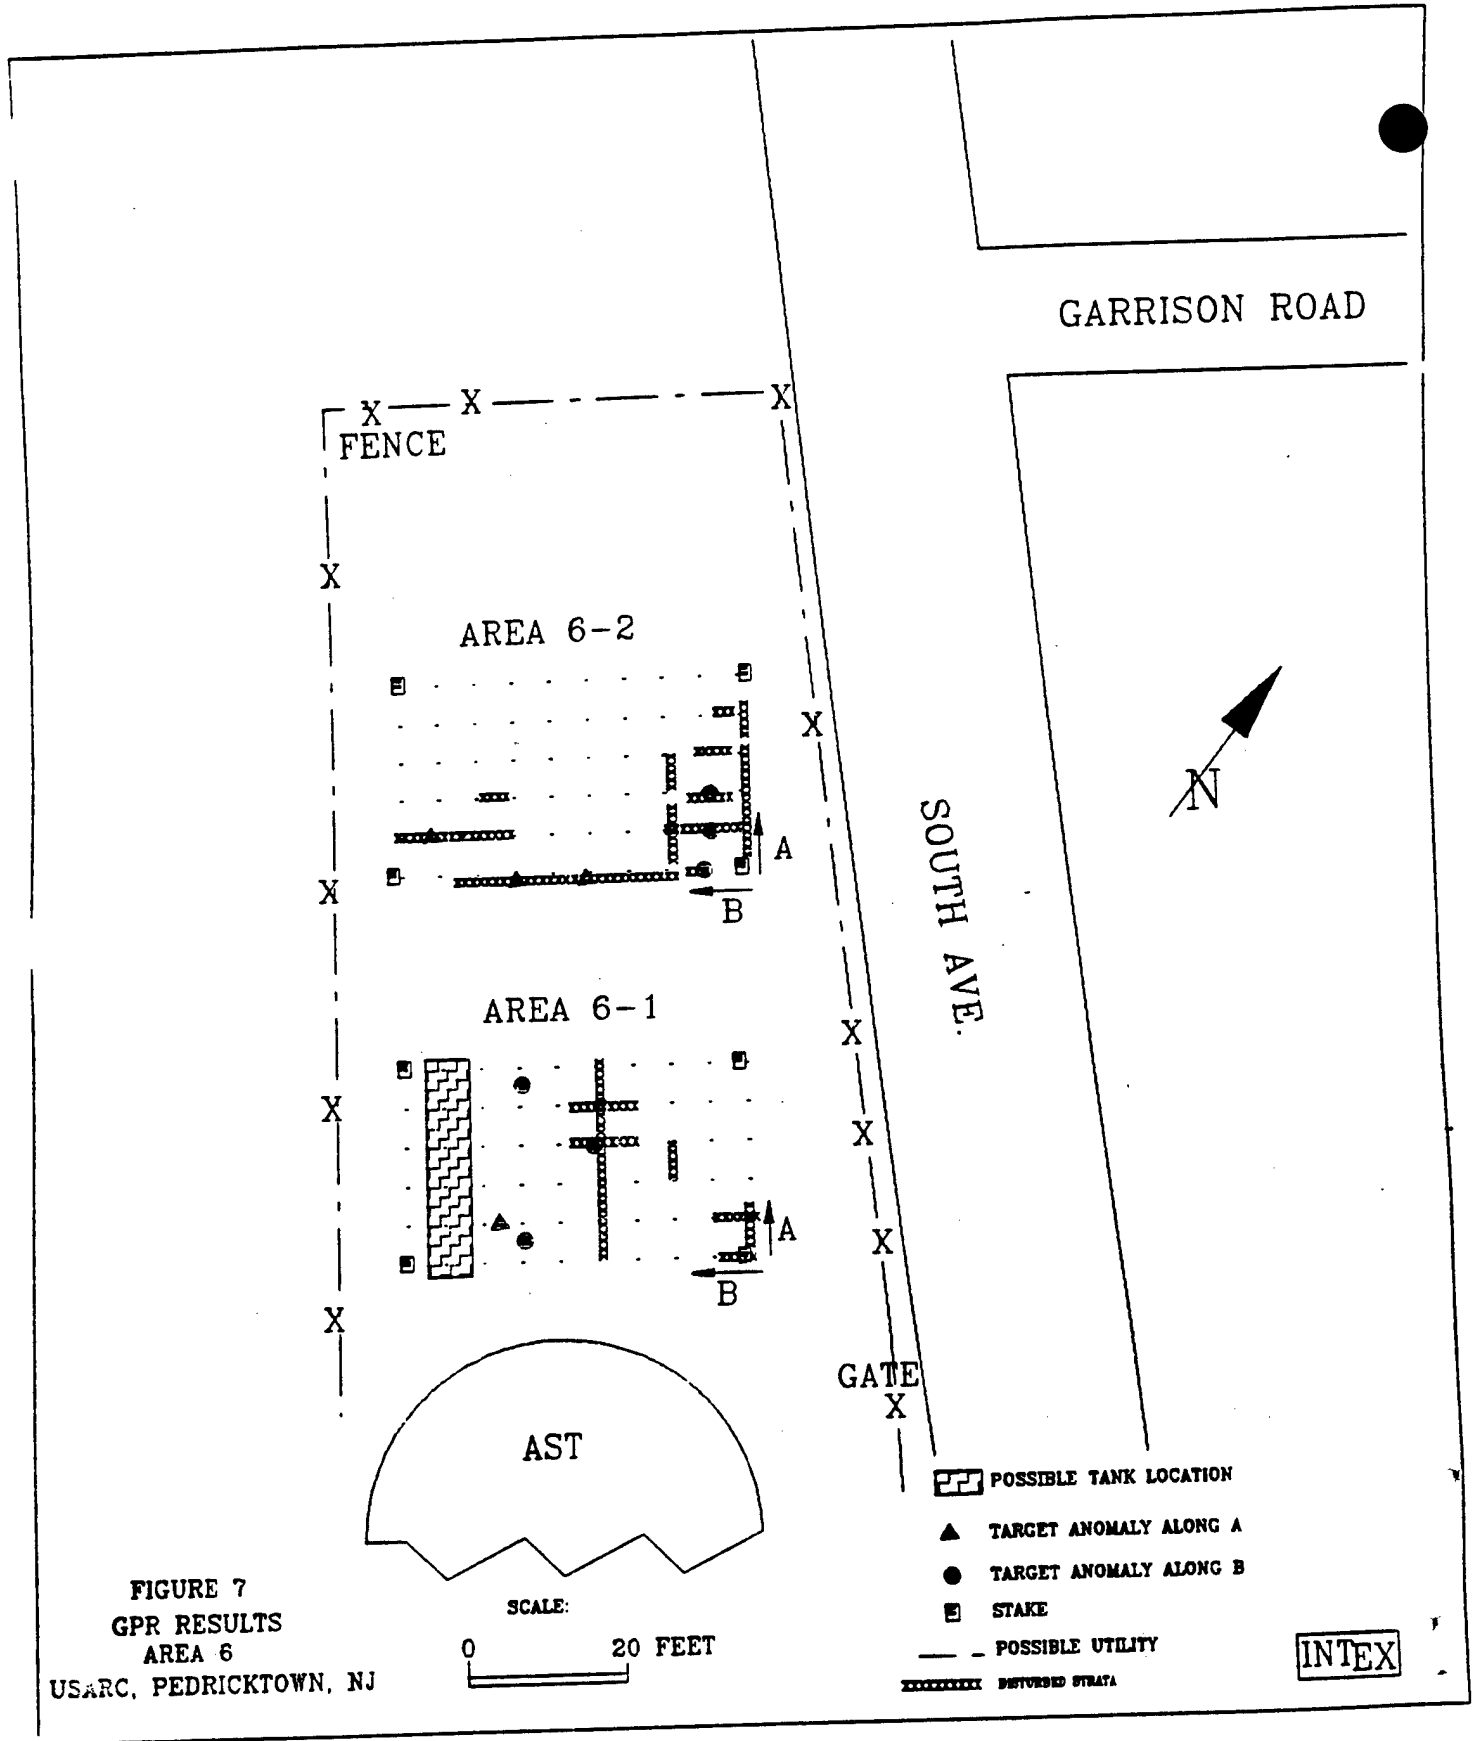 GARRISON ROAD
X X X
FENCE
X
AREA 6-2
X
N
A
SOUTH AVE.
X
B
AREA 6-1
X
X
X
A
X
B
X
GATE
X
AST
POSSIBLE TANK LOCATION
TARGET ANOMALY ALONG A
TARGET ANOMALY ALONG B
STAKE
POSSIBLE UTILITY
DISTURBED STRATA
FIGURE 7
GPR RESULTS
AREA 6
USARC, PEDRICKTOWN, NJ
SCALE:
0 20 FEET
INTEX